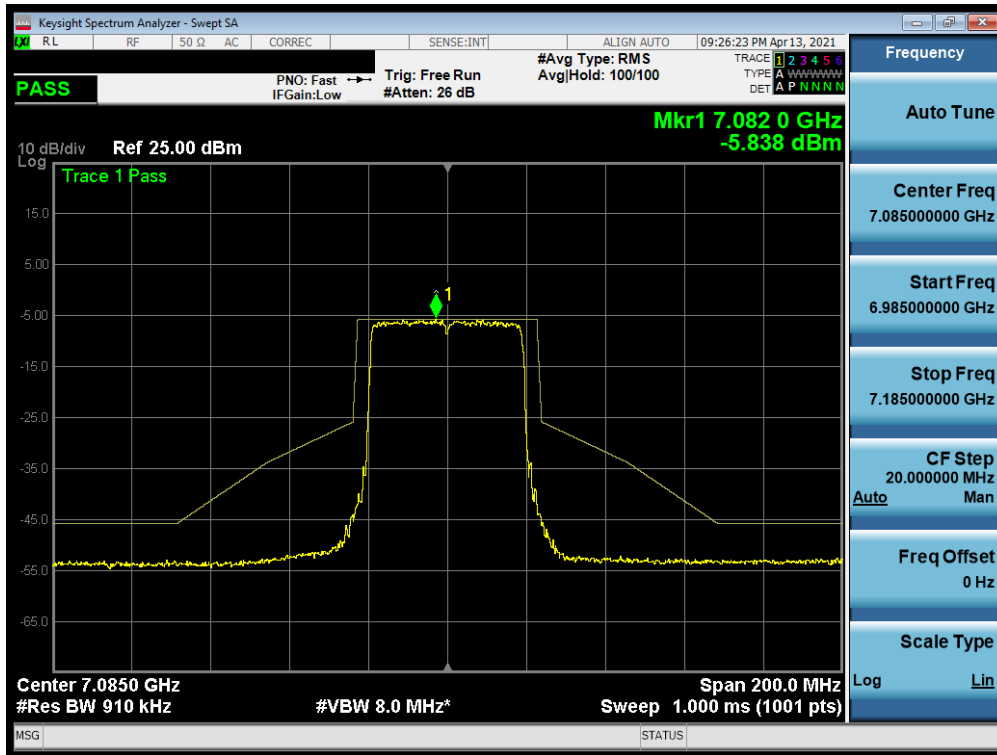 Keysight Spectrum Analyzer - Swept SA
LXI RL RF 50 Ω AC CORREC SENSE:INT ALIGN AUTO 09:26:23 PM Apr 13, 2021
PASS
PNO: Fast
IFGain:Low
Trig: Free Run
#Atten: 26 dB
#Avg Type: RMS
Avg|Hold: 100/100
TRACE 1 2 3 4 5 6
TYPE A WWWWW
DET A P N N N N
Mkr1 7.082 0 GHz
-5.838 dBm
10 dB/div Ref 25.00 dBm
Log
Trace 1 Pass
15.0
5.00
1
-5.00
-15.0
-25.0
-35.0
-45.0
-55.0
-65.0
Center 7.0850 GHz Span 200.0 MHz
#Res BW 910 kHz #VBW 8.0 MHz* Sweep 1.000 ms (1001 pts)
MSG STATUS
Frequency
Auto Tune
Center Freq
7.085000000 GHz
Start Freq
6.985000000 GHz
Stop Freq
7.185000000 GHz
CF Step
20.000000 MHz
Auto Man
Freq Offset
0 Hz
Scale Type
Log Lin